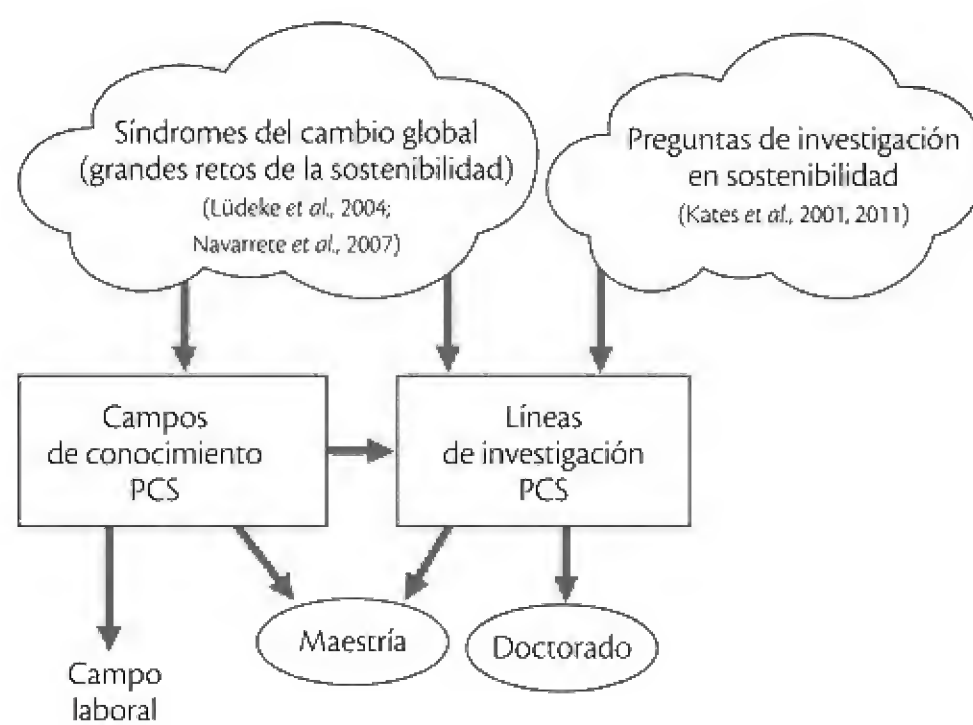 Síndromes del cambio global
(grandes retos de la sostenibilidad)
(Lüdeke et al., 2004;
Navarrete et al., 2007)
Preguntas de investigación
en sostenibilidad
(Kates et al., 2001, 2011)
Campos
de conocimiento
PCS
Líneas
de investigación
PCS
Maestría
Doctorado
Campo
laboral